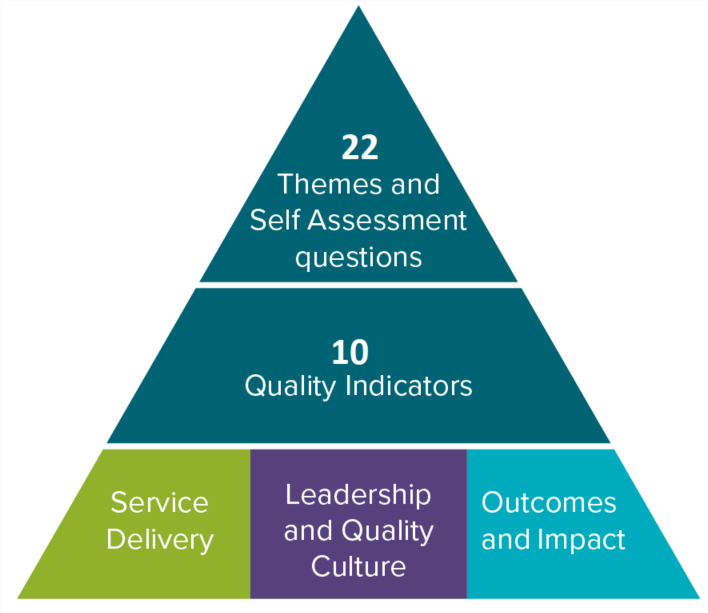 22
Themes and
Self Assessment
questions
10
Quality Indicators
Service
Delivery
Leadership
and Quality
Culture
Outcomes
and Impact